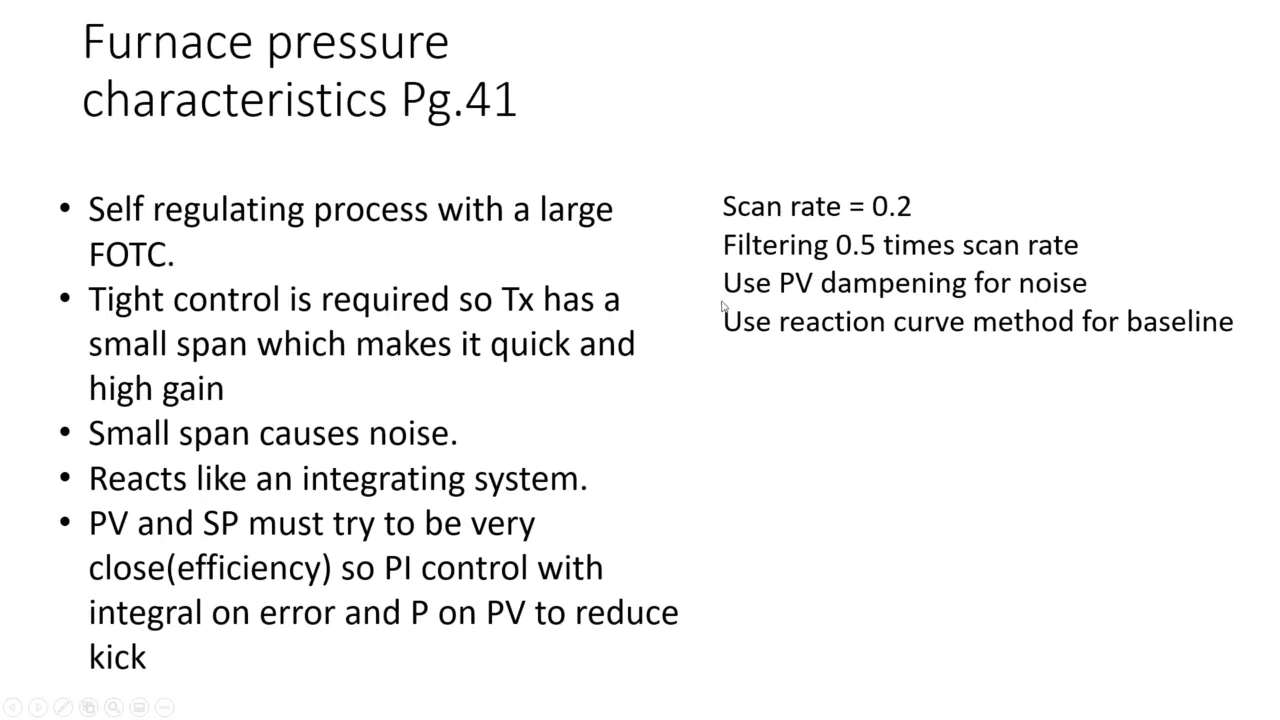 Furnace pressure
characteristics Pg.41
• Self regulating process with a large
FOTC.
• Tight control is required so Tx has a
small span which makes it quick and
high gain
• Small span causes noise.
• Reacts like an integrating system.
• PV and SP must try to be very
close(efficiency) so PI control with
integral on error and P on PV to reduce
kick
Scan rate = 0.2
Filtering 0.5 times scan rate
Use PV dampening for noise
Use reaction curve method for baseline